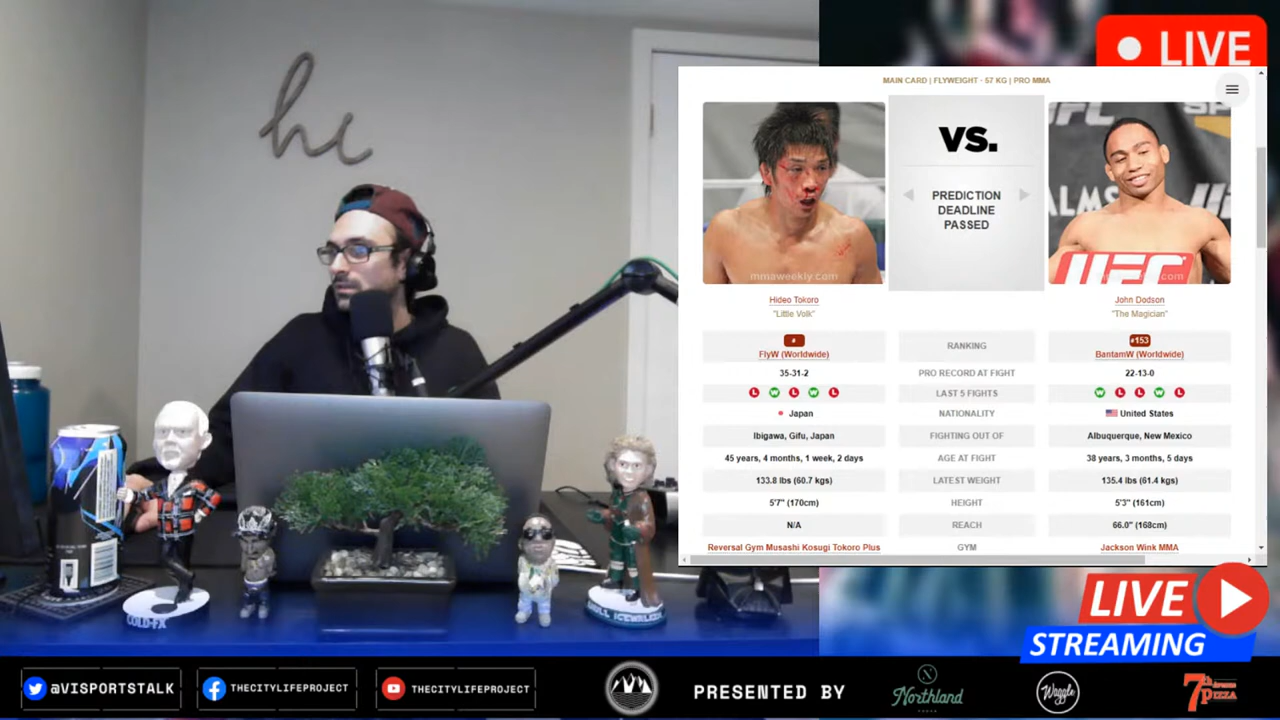 hi
LIVE
MAIN CARD | FLYWEIGHT · 57 KG | PRO MMA
VS.
PREDICTION
DEADLINE
PASSED
mmaweekly.com
UFC
Hideo Tokoro
John Dodson
"Little Volk"
"The Magician"
#
RANKING
#153
FlyW (Worldwide)
BantamW (Worldwide)
35-31-2
PRO RECORD AT FIGHT
22-13-0
L W L W L
LAST 5 FIGHTS
W L L W L
Japan
NATIONALITY
United States
Ibigawa, Gifu, Japan
FIGHTING OUT OF
Albuquerque, New Mexico
45 years, 4 months, 1 week, 2 days
AGE AT FIGHT
38 years, 3 months, 5 days
133.8 lbs (60.7 kgs)
LATEST WEIGHT
135.4 lbs (61.4 kgs)
5'7" (170cm)
HEIGHT
5'3" (161cm)
N/A
REACH
66.0" (168cm)
Reversal Gym Musashi Kosugi Tokoro Plus
GYM
Jackson Wink MMA
COLD-FX
LIVE
STREAMING
@VISPORTSTALK
THECITYLIFEPROJECT
THECITYLIFEPROJECT
PRESENTED BY
Northland
Waggle
7th
PIZZA